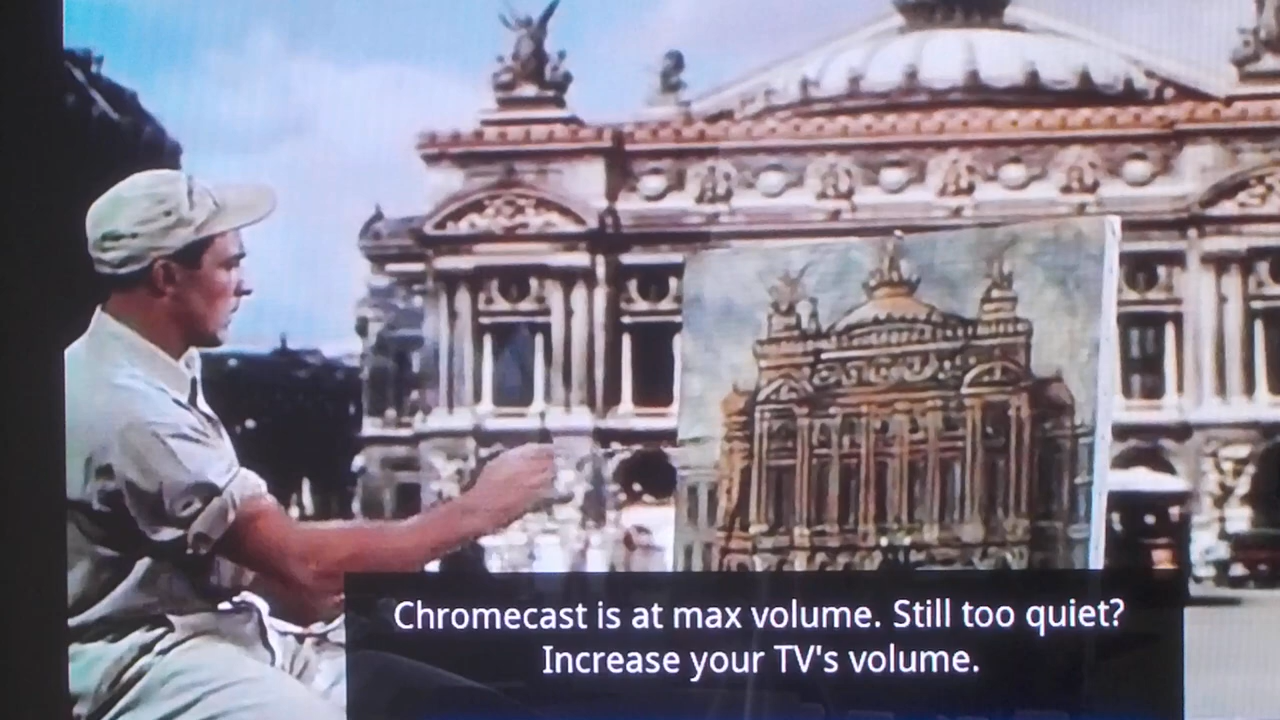 Chromecast is at max volume. Still too quiet?
Increase your TV's volume.